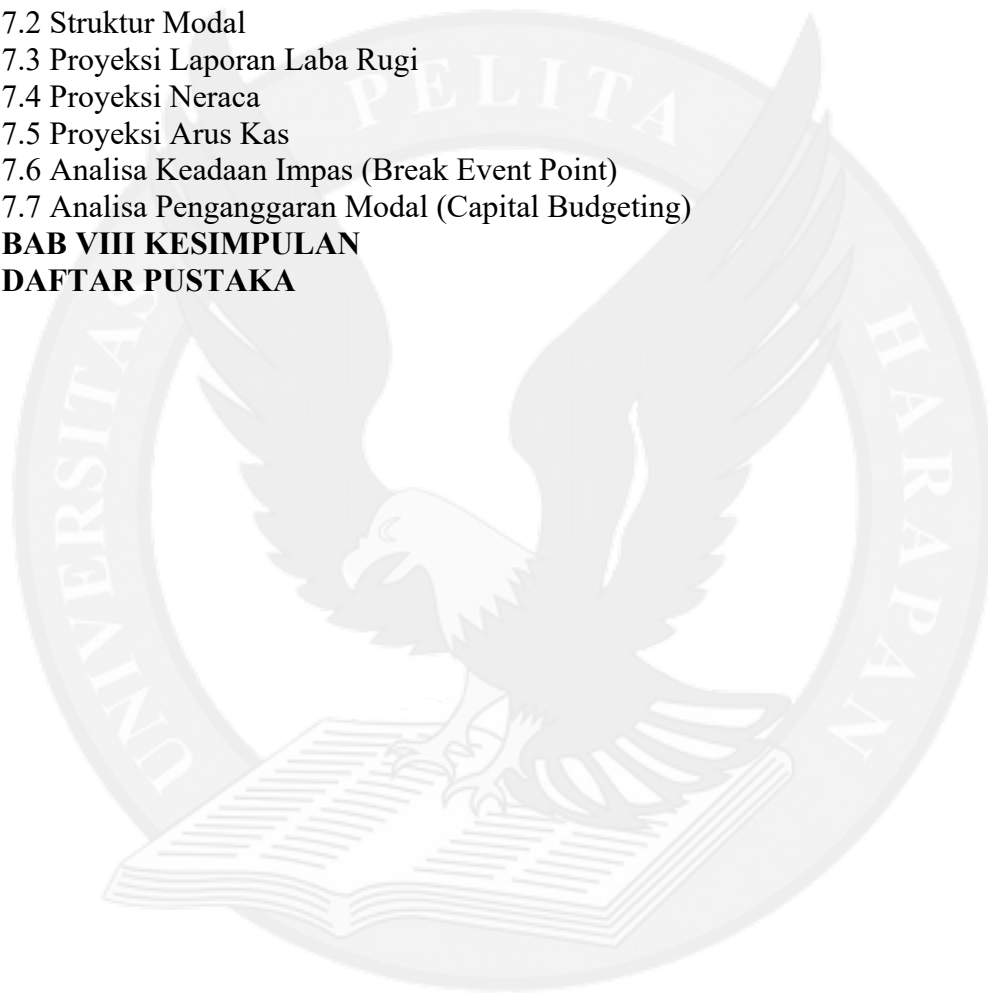 7.2 Struktur Modal
7.3 Proyeksi Laporan Laba Rugi
7.4 Proyeksi Neraca
7.5 Proyeksi Arus Kas
7.6 Analisa Keadaan Impas (Break Event Point)
7.7 Analisa Penganggaran Modal (Capital Budgeting)
BAB VIII KESIMPULAN
DAFTAR PUSTAKA
UNIVERSITAS PELITA HARAPAN